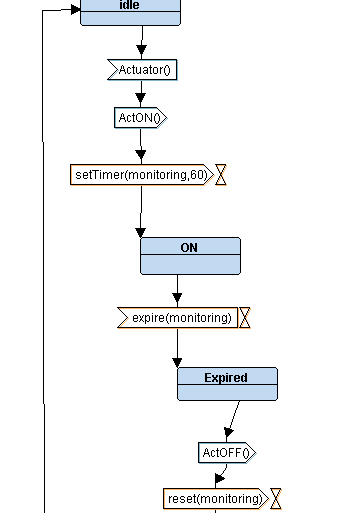 idle
Actuator()
ActON()
setTimer(monitoring,60)
ON
expire(monitoring)
Expired
ActOFF()
reset(monitoring)